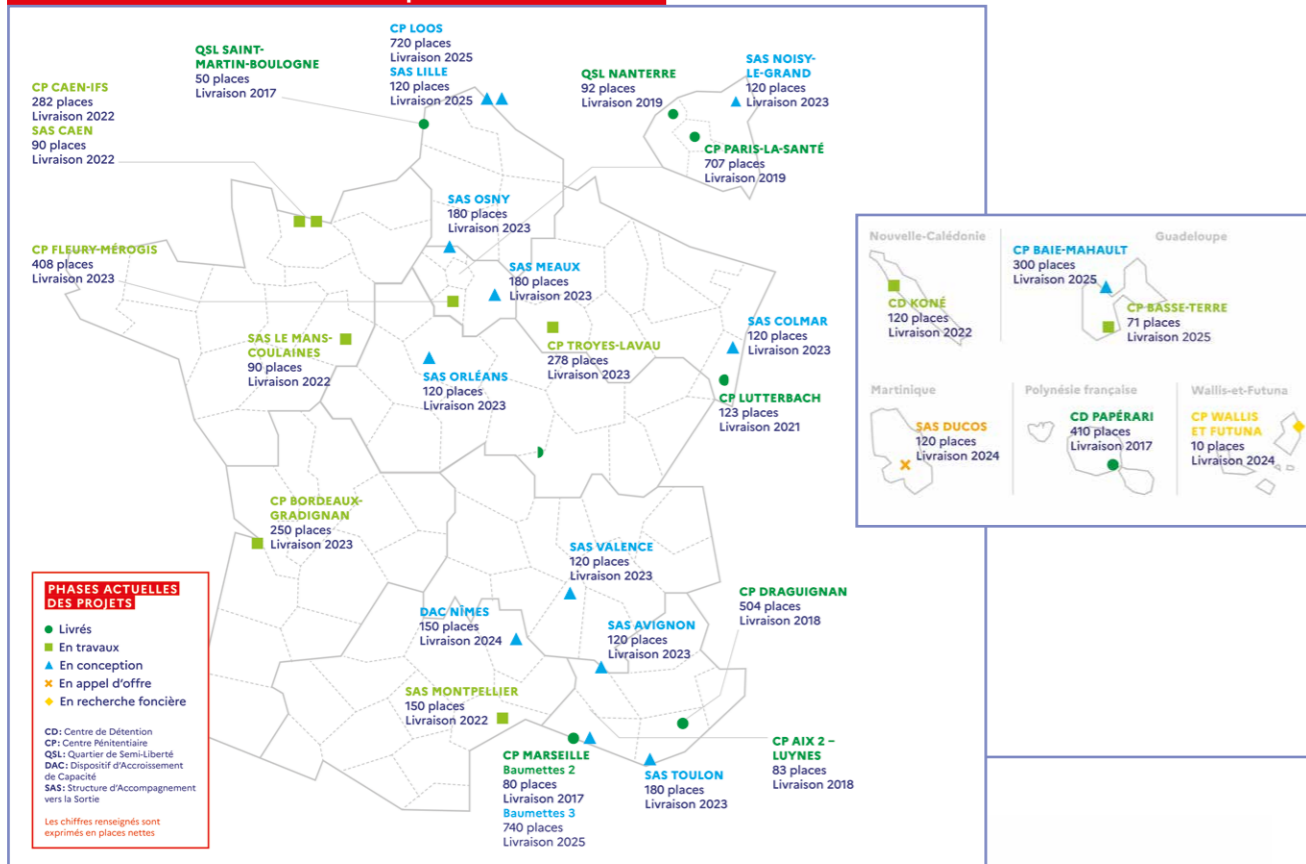 CP LOOS
720 places
Livraison 2025
SAS LILLE
120 places
Livraison 2025
QSL SAINT-
MARTIN-BOULOGNE
50 places
Livraison 2017
QSL NANTERRE
92 places
Livraison 2019
SAS NOISY-
LE-GRAND
120 places
Livraison 2023
CP CAEN-IFS
282 places
Livraison 2022
SAS CAEN
90 places
Livraison 2022
CP PARIS-LA-SANTÉ
707 places
Livraison 2019
SAS OSNY
180 places
Livraison 2023
CP FLEURY-MÉROGIS
408 places
Livraison 2023
SAS MEAUX
180 places
Livraison 2023
SAS LE MANS-
COULAINES
90 places
Livraison 2022
SAS ORLÉANS
120 places
Livraison 2023
CP TROYES-LAVAU
278 places
Livraison 2023
SAS COLMAR
120 places
Livraison 2023
CP LUTTERBACH
123 places
Livraison 2021
CP BORDEAUX-
GRADIGNAN
250 places
Livraison 2023
SAS VALENCE
120 places
Livraison 2023
CP DRAGUIGNAN
504 places
Livraison 2018
DAC NÎMES
150 places
Livraison 2024
SAS AVIGNON
120 places
Livraison 2023
SAS MONTPELLIER
150 places
Livraison 2022
CP MARSEILLE
Baumettes 2
80 places
Livraison 2017
Baumettes 3
740 places
Livraison 2025
SAS TOULON
180 places
Livraison 2023
CP AIX 2 –
LUYNES
83 places
Livraison 2018
PHASES ACTUELLES
DES PROJETS
Livrés
En travaux
En conception
En appel d'offre
En recherche foncière
CD : Centre de Détention
CP : Centre Pénitentiaire
QSL : Quartier de Semi-Liberté
DAC : Dispositif d'Accroissement
de Capacité
SAS : Structure d'Accompagnement
vers la Sortie
Les chiffres renseignés sont
exprimés en places nettes
Nouvelle-Calédonie
CD KONÉ
120 places
Livraison 2022
Guadeloupe
CP BAIE-MAHAULT
300 places
Livraison 2025
CP BASSE-TERRE
71 places
Livraison 2025
Martinique
SAS DUCOS
120 places
Livraison 2024
Polynésie française
CD PAPÉRARI
410 places
Livraison 2017
Wallis-et-Futuna
CP WALLIS
ET FUTUNA
10 places
Livraison 2024